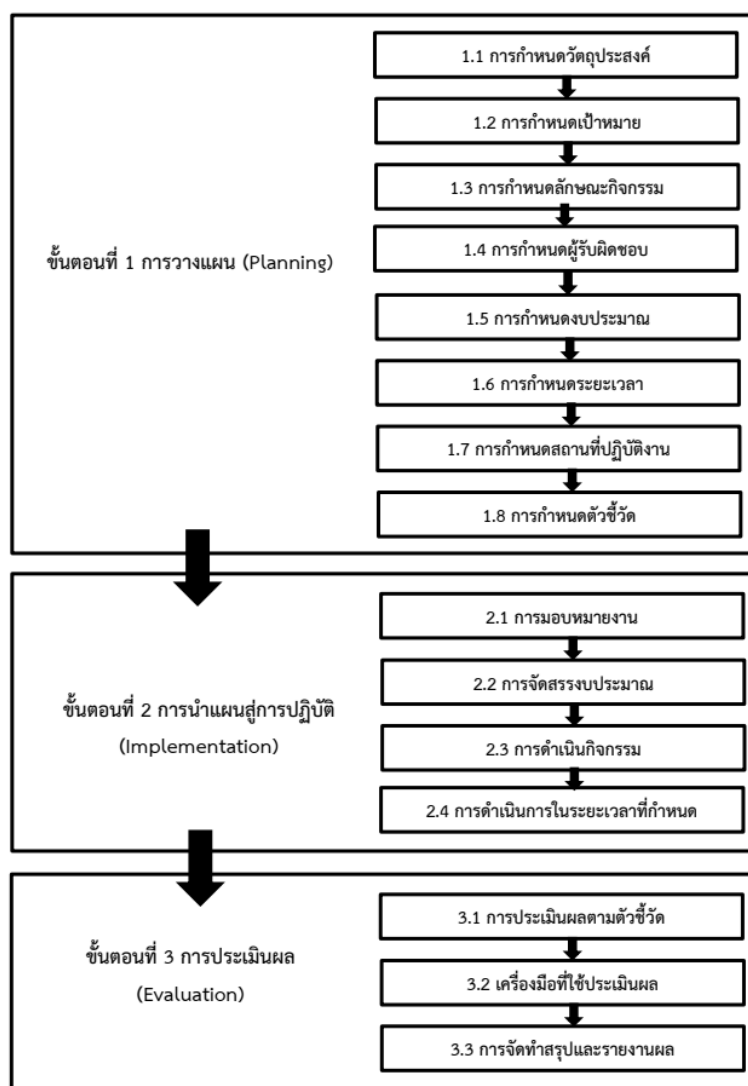 ขั้นตอนที่ 1 การวางแผน (Planning)
1.1 การกำหนดวัตถุประสงค์
1.2 การกำหนดเป้าหมาย
1.3 การกำหนดลักษณะกิจกรรม
1.4 การกำหนดผู้รับผิดชอบ
1.5 การกำหนดงบประมาณ
1.6 การกำหนดระยะเวลา
1.7 การกำหนดสถานที่ปฏิบัติงาน
1.8 การกำหนดตัวชี้วัด
ขั้นตอนที่ 2 การนำแผนสู่การปฏิบัติ
(Implementation)
2.1 การมอบหมายงาน
2.2 การจัดสรรงบประมาณ
2.3 การดำเนินกิจกรรม
2.4 การดำเนินการในระยะเวลาที่กำหนด
ขั้นตอนที่ 3 การประเมินผล
(Evaluation)
3.1 การประเมินผลตามตัวชี้วัด
3.2 เครื่องมือที่ใช้ประเมินผล
3.3 การจัดทำสรุปและรายงานผล